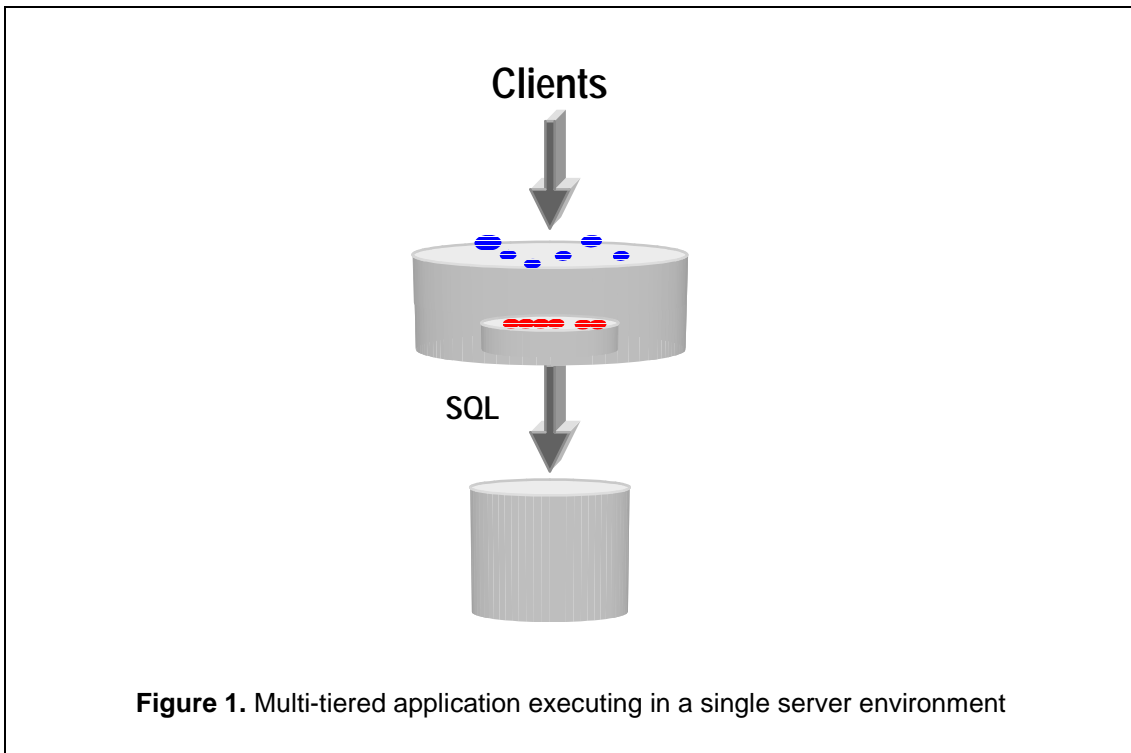 Clients
SQL
Figure 1. Multi-tiered application executing in a single server environment